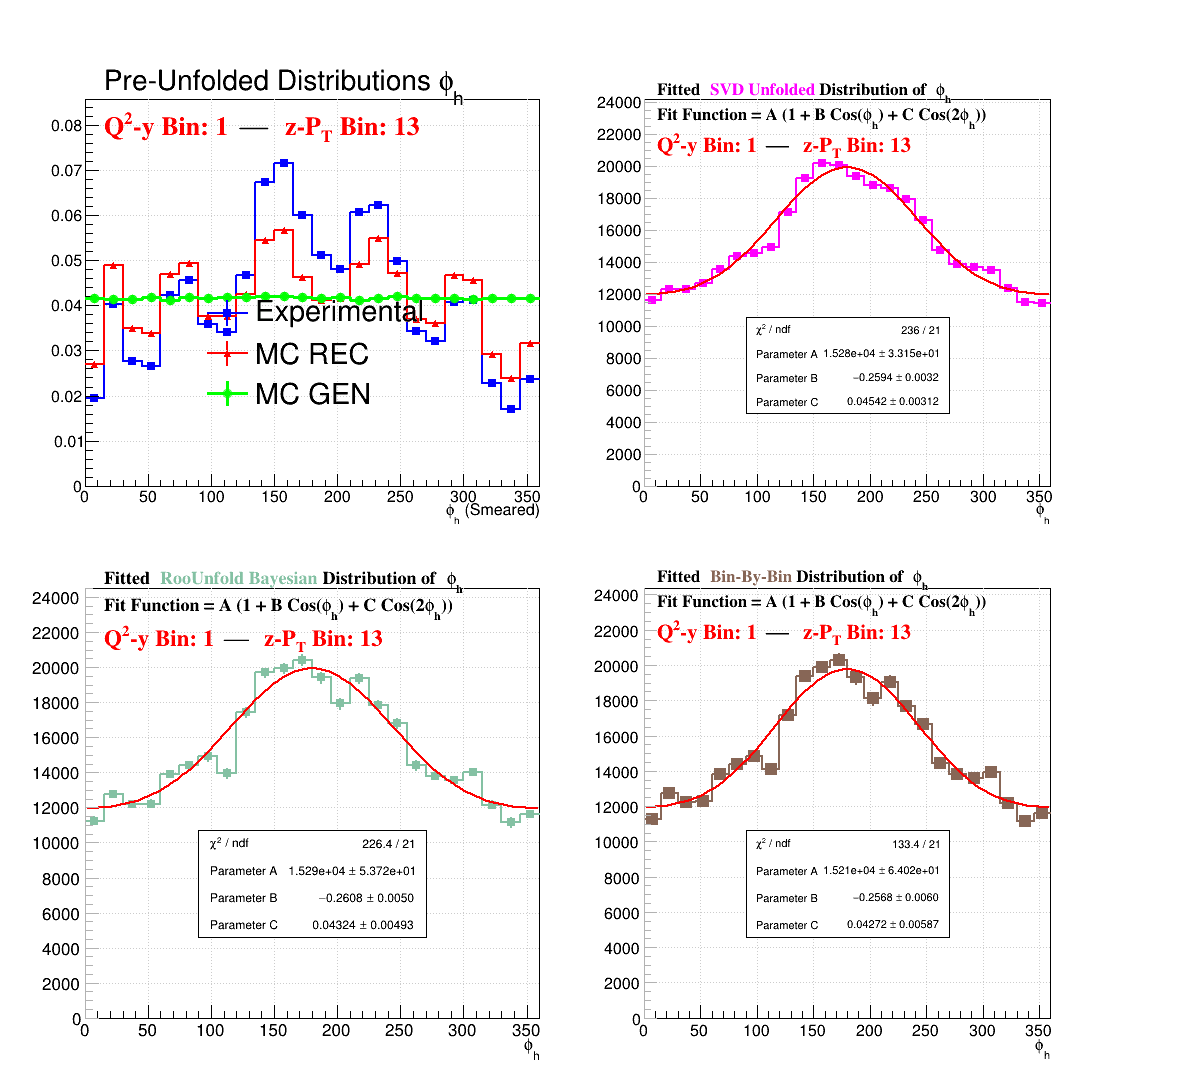 Pre-Unfolded Distributions ϕh
Q²-y Bin: 1 — z-PT Bin: 13
0.08
0.07
0.06
0.05
0.04
0.03
0.02
0.01
0
Experimental
MC REC
MC GEN
0 50 100 150 200 250 300 350
ϕh (Smeared)
Fitted SVD Unfolded Distribution of ϕh
Fit Function = A (1 + B Cos(ϕh) + C Cos(2ϕh))
Q²-y Bin: 1 — z-PT Bin: 13
24000
22000
20000
18000
16000
14000
12000
10000
8000
6000
4000
2000
0
χ² / ndf 236 / 21
Parameter A 1.528e+04 ± 3.315e+01
Parameter B −0.2594 ± 0.0032
Parameter C 0.04542 ± 0.00312
0 50 100 150 200 250 300 350
ϕh
Fitted RooUnfold Bayesian Distribution of ϕh
Fit Function = A (1 + B Cos(ϕh) + C Cos(2ϕh))
Q²-y Bin: 1 — z-PT Bin: 13
24000
22000
20000
18000
16000
14000
12000
10000
8000
6000
4000
2000
0
χ² / ndf 226.4 / 21
Parameter A 1.529e+04 ± 5.372e+01
Parameter B −0.2608 ± 0.0050
Parameter C 0.04324 ± 0.00493
0 50 100 150 200 250 300 350
ϕh
Fitted Bin-By-Bin Distribution of ϕh
Fit Function = A (1 + B Cos(ϕh) + C Cos(2ϕh))
Q²-y Bin: 1 — z-PT Bin: 13
24000
22000
20000
18000
16000
14000
12000
10000
8000
6000
4000
2000
0
χ² / ndf 133.4 / 21
Parameter A 1.521e+04 ± 6.402e+01
Parameter B −0.2568 ± 0.0060
Parameter C 0.04272 ± 0.00587
0 50 100 150 200 250 300 350
ϕh